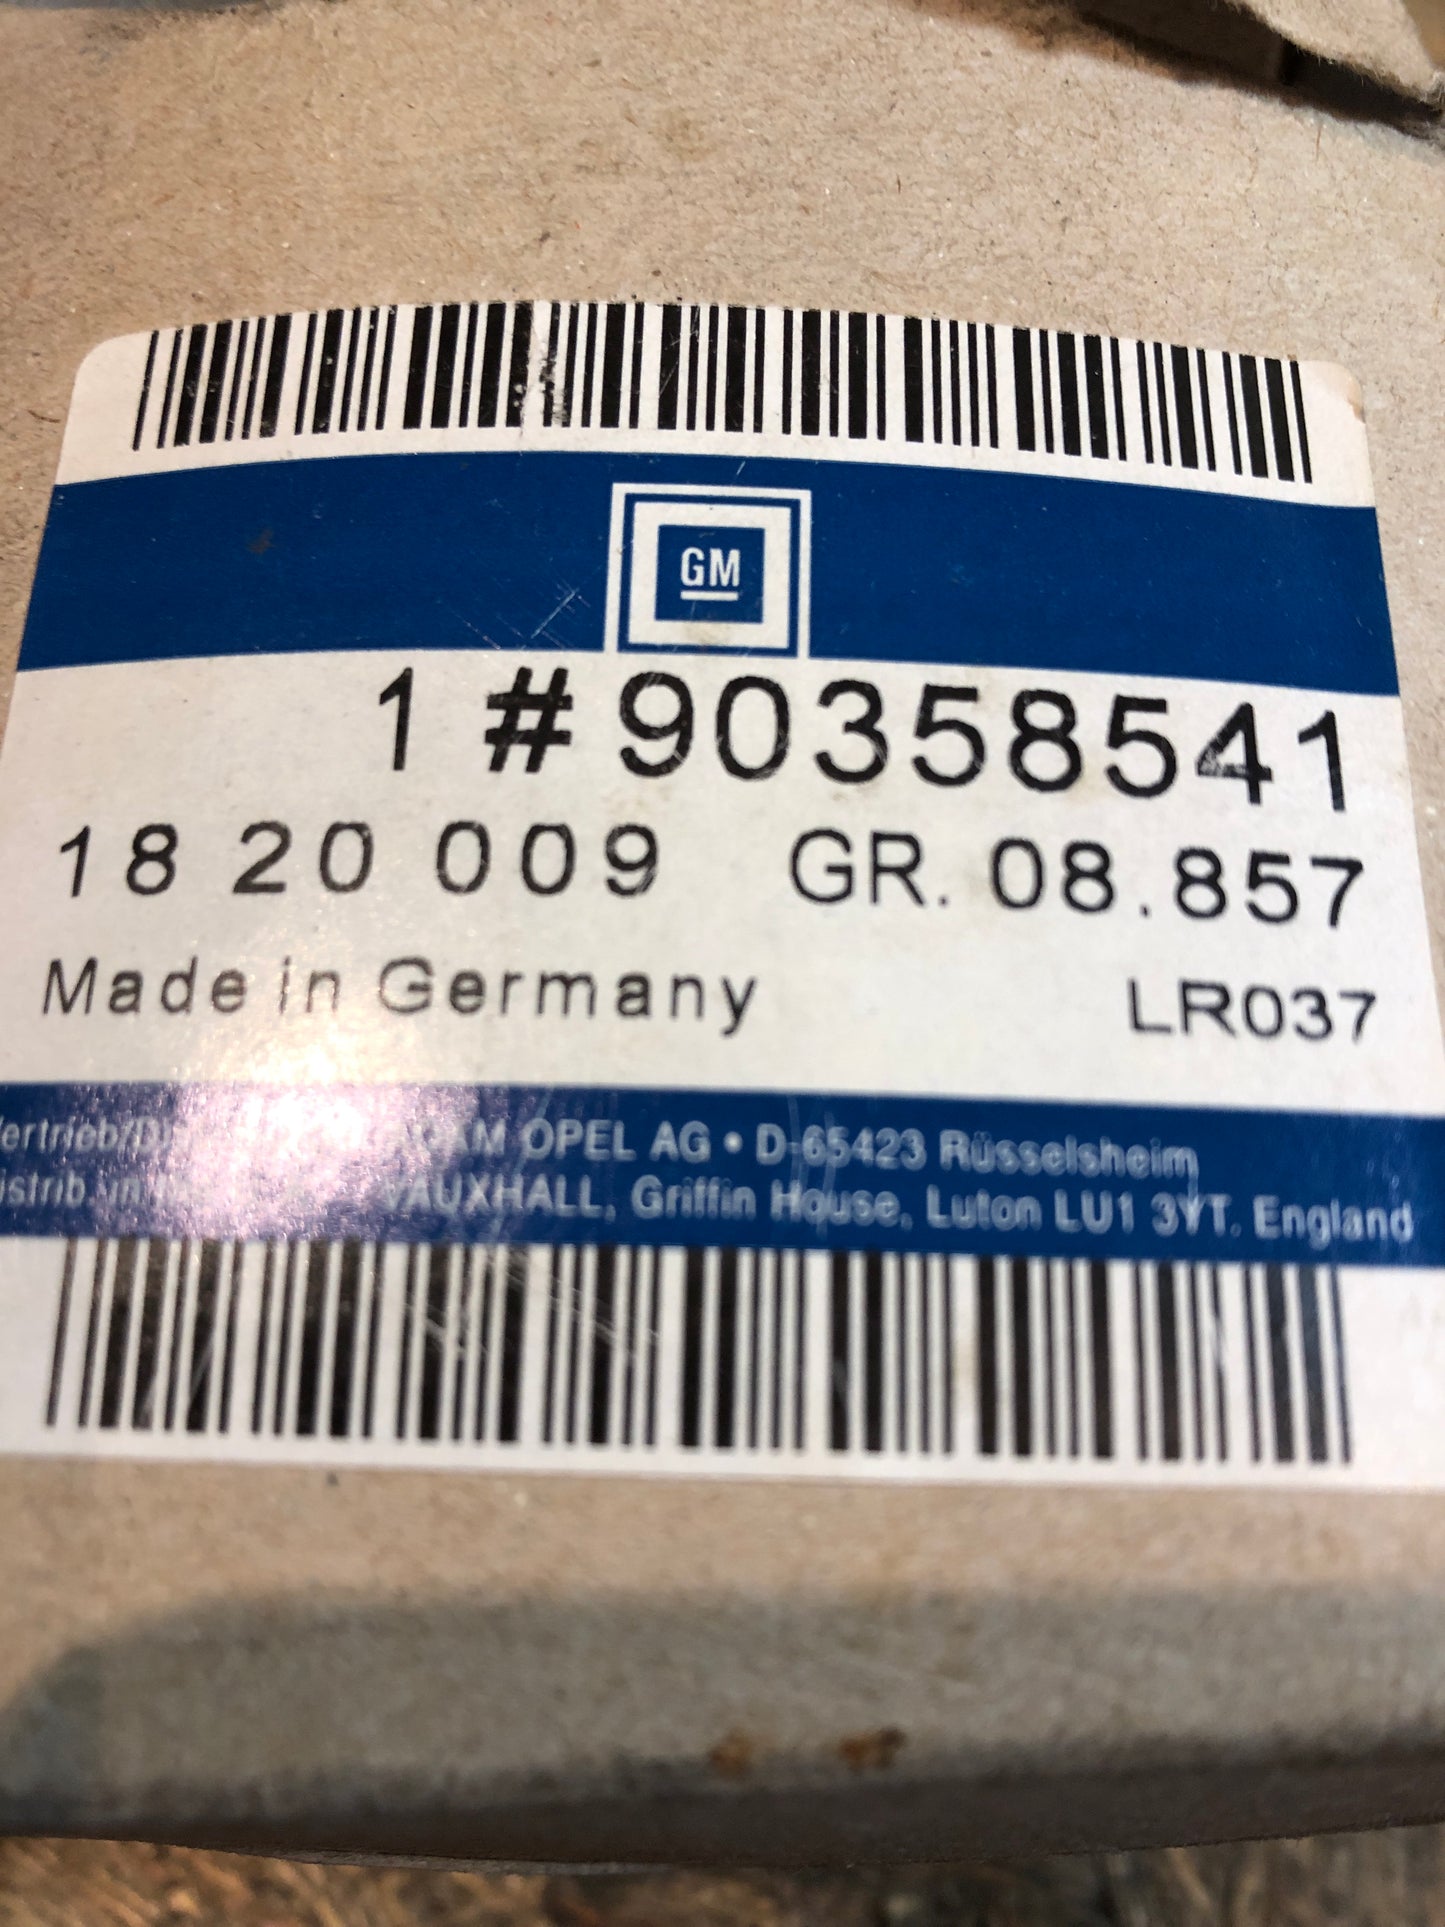 GM
1 #90358541
18 20 009 GR. 08.857
Made in Germany LR037
OPEL AG • D-65423 Rüsselsheim
VAUXHALL, Griffin House, Luton LU1 3YT. England